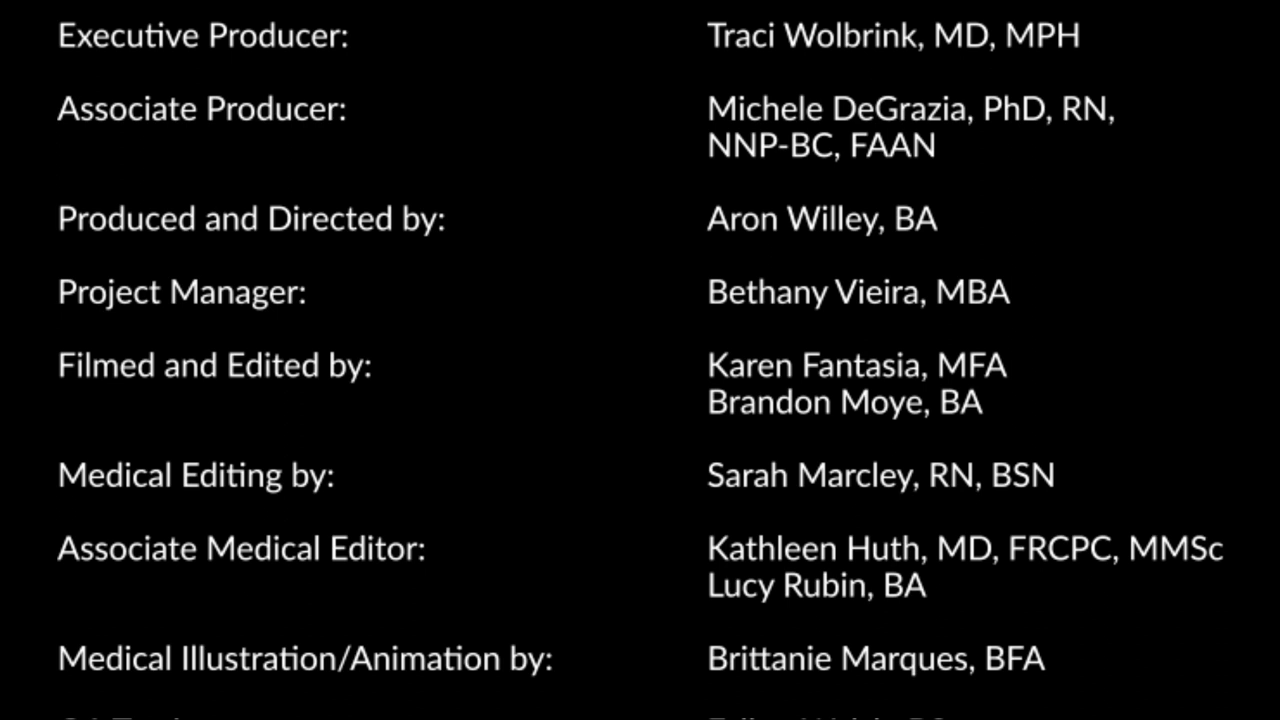 Executive Producer: Traci Wolbrink, MD, MPH
Associate Producer: Michele DeGrazia, PhD, RN,
NNP-BC, FAAN
Produced and Directed by: Aron Willey, BA
Project Manager: Bethany Vieira, MBA
Filmed and Edited by: Karen Fantasia, MFA
Brandon Moye, BA
Medical Editing by: Sarah Marcley, RN, BSN
Associate Medical Editor: Kathleen Huth, MD, FRCPC, MMSc
Lucy Rubin, BA
Medical Illustration/Animation by: Brittanie Marques, BFA